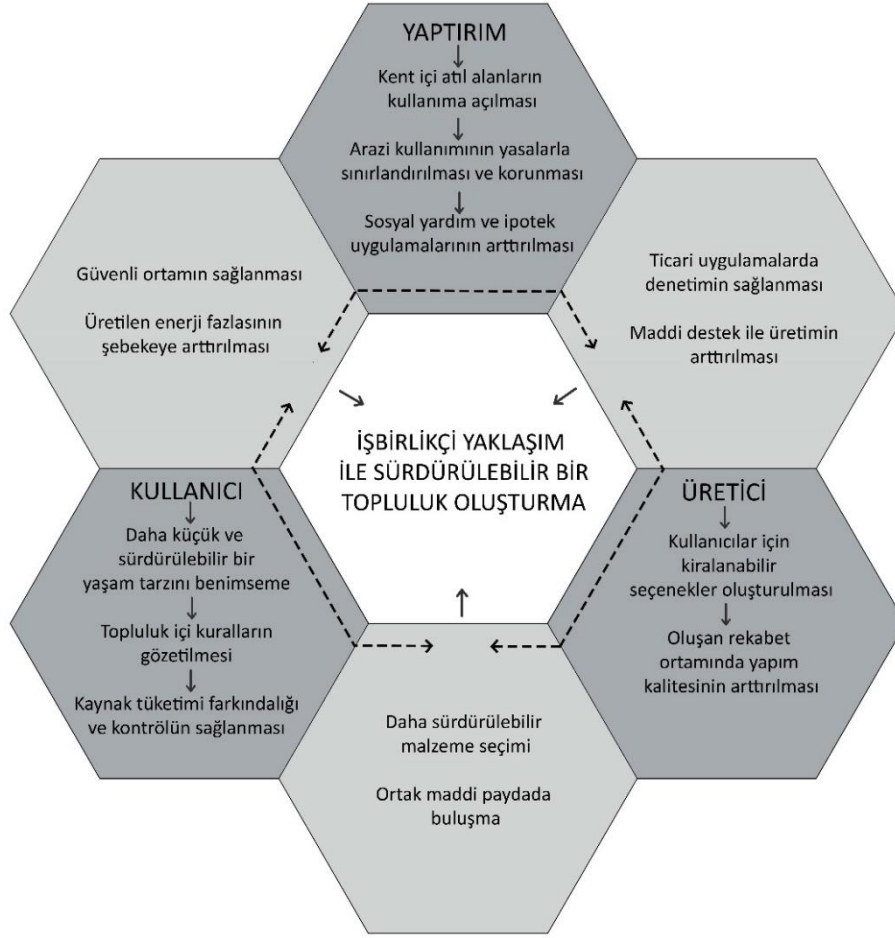 YAPTIRIM
Kent içi atıl alanların
kullanıma açılması
Arazi kullanımının yasalarla
sınırlandırılması ve korunması
Sosyal yardım ve ipotek
uygulamalarının arttırılması
Güvenli ortamın sağlanması
Üretilen enerji fazlasının
şebekeye arttırılması
Ticari uygulamalarda
denetimin sağlanması
Maddi destek ile üretimin
arttırılması
İŞBİRLİKÇİ YAKLAŞIM
İLE SÜRDÜRÜLEBİLİR BİR
TOPLULUK OLUŞTURMA
KULLANICI
Daha küçük ve
sürdürülebilir bir
yaşam tarzını benimseme
Topluluk içi kuralların
gözetilmesi
Kaynak tüketimi farkındalığı
ve kontrolün sağlanması
ÜRETİCİ
Kullanıcılar için
kiralanabilir
seçenekler oluşturulması
Oluşan rekabet
ortamında yapım
kalitesinin arttırılması
Daha sürdürülebilir
malzeme seçimi
Ortak maddi paydada
buluşma